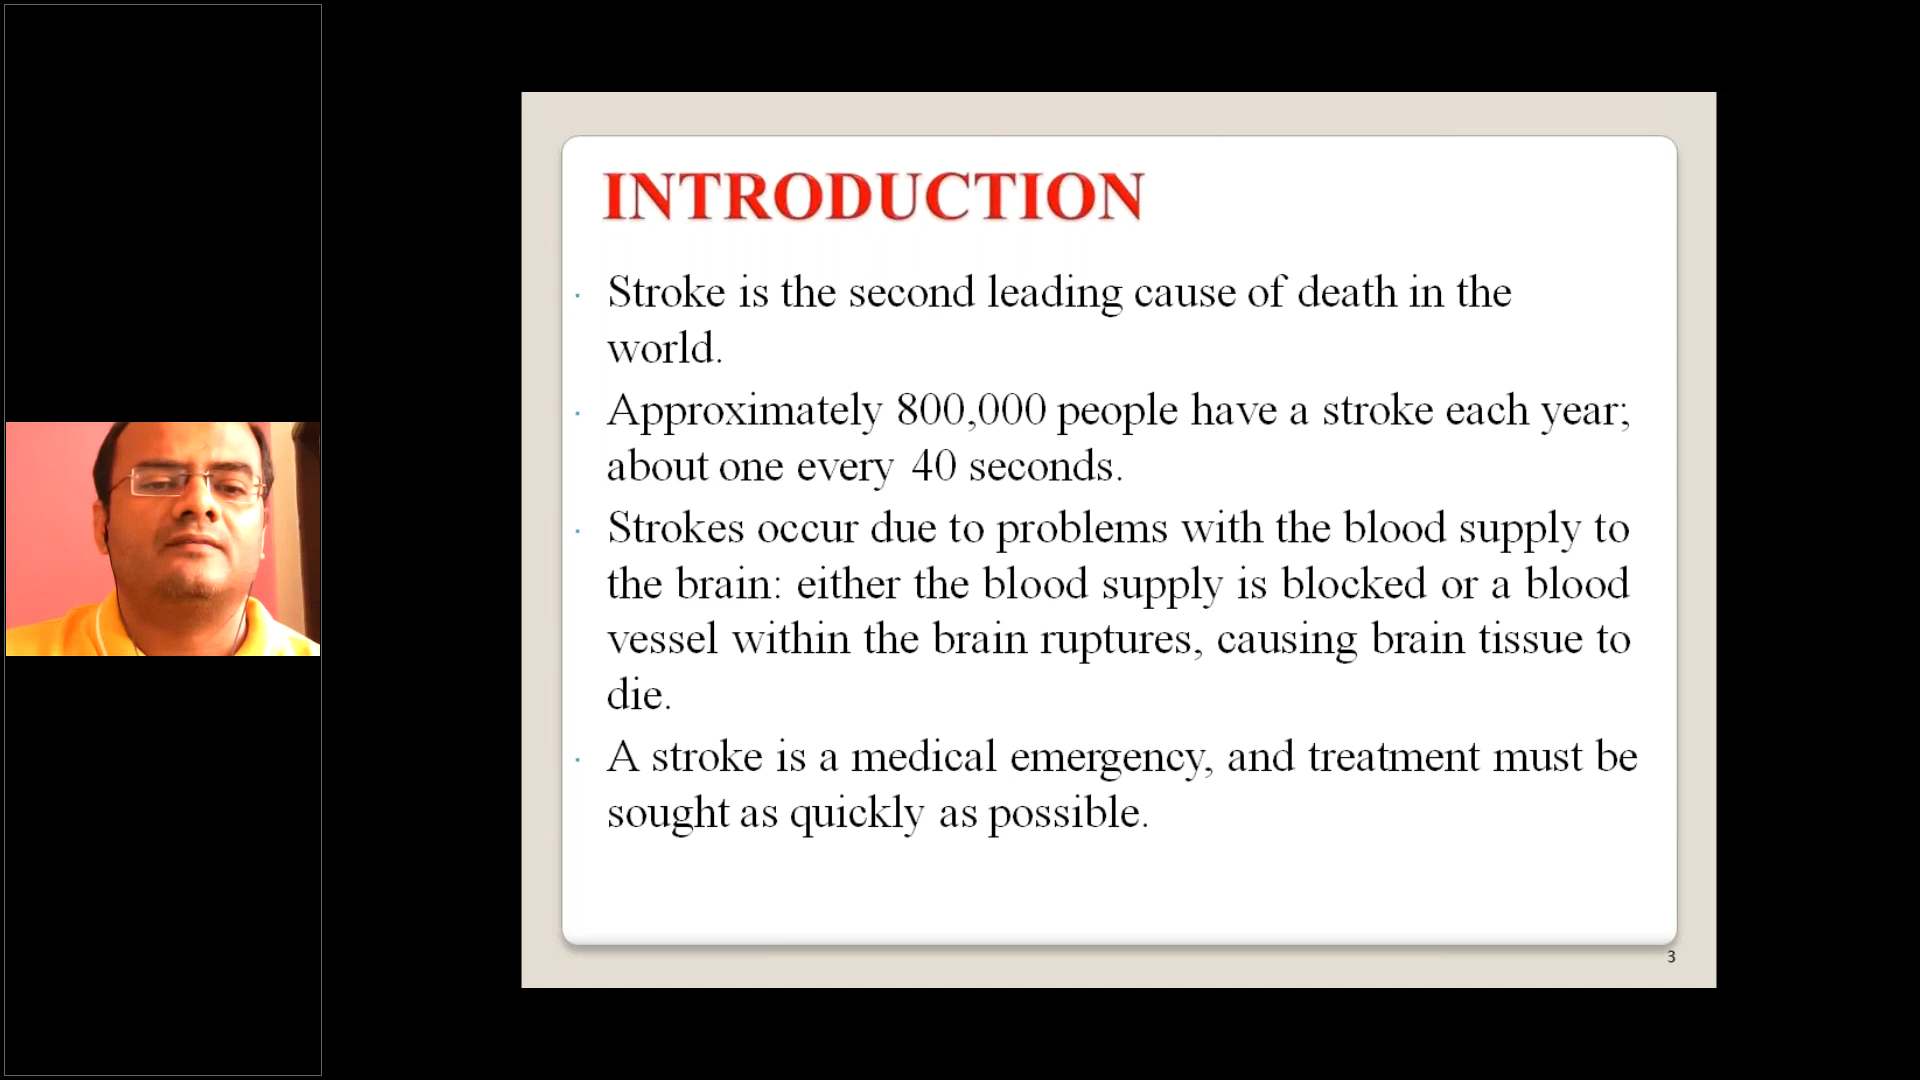 INTRODUCTION
· Stroke is the second leading cause of death in the
world.
· Approximately 800,000 people have a stroke each year;
about one every 40 seconds.
· Strokes occur due to problems with the blood supply to
the brain: either the blood supply is blocked or a blood
vessel within the brain ruptures, causing brain tissue to
die.
· A stroke is a medical emergency, and treatment must be
sought as quickly as possible.
3